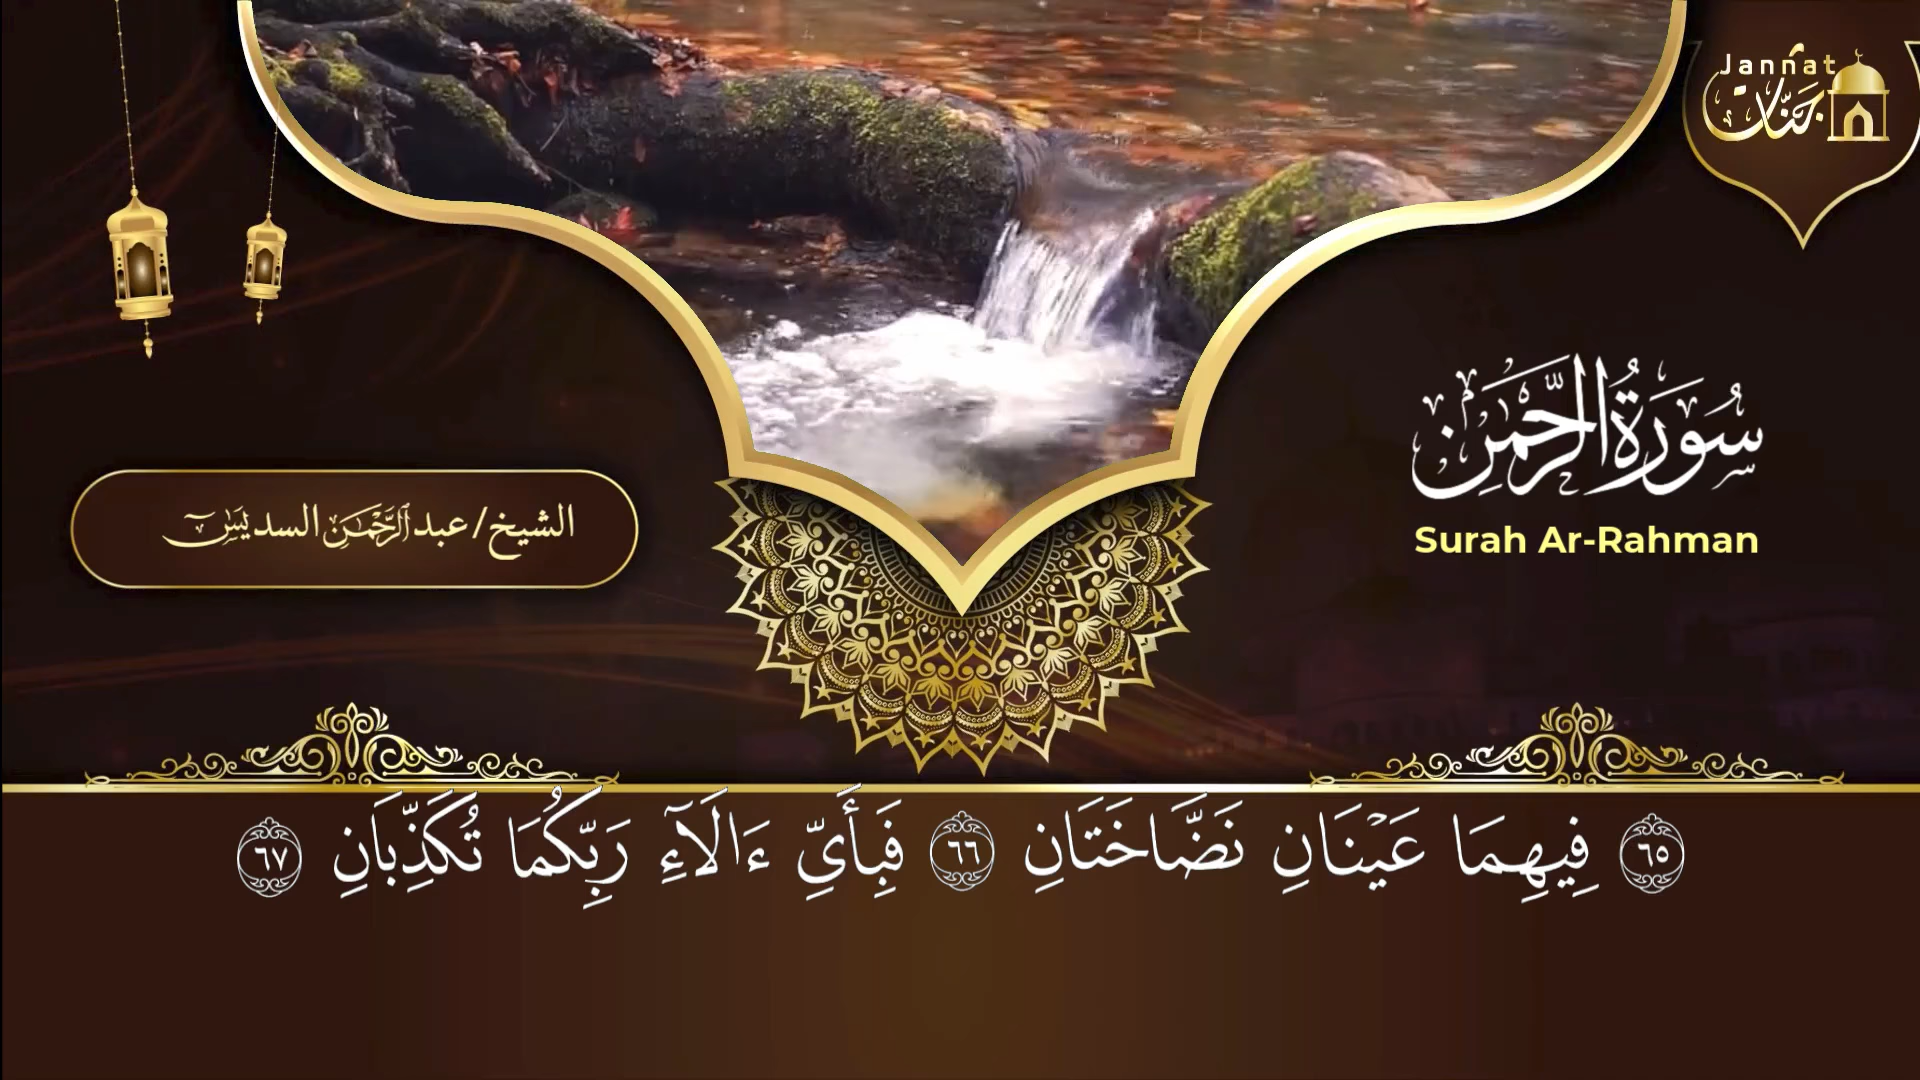 Jannat
جنات
سُورَةُ الرَّحْمَٰنِ
Surah Ar-Rahman
الشيخ/عبدالرَّحْمَٰن السديس
٦٥ فِيهِمَا عَيْنَانِ نَضَّاخَتَانِ ٦٦ فَبِأَىِّ ءَالَآءِ رَبِّكُمَا تُكَذِّبَانِ ٦٧